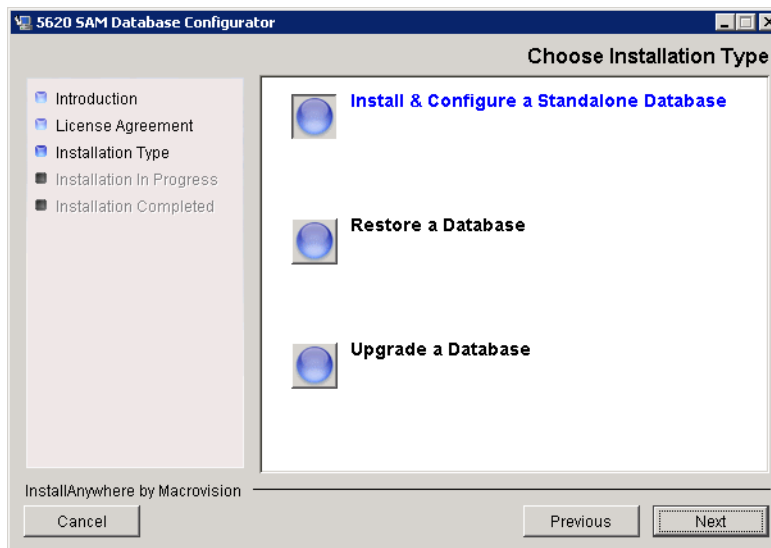 5620 SAM Database Configurator
Choose Installation Type
Introduction
License Agreement
Installation Type
Installation In Progress
Installation Completed
Install & Configure a Standalone Database
Restore a Database
Upgrade a Database
InstallAnywhere by Macrovision
Cancel
Previous
Next